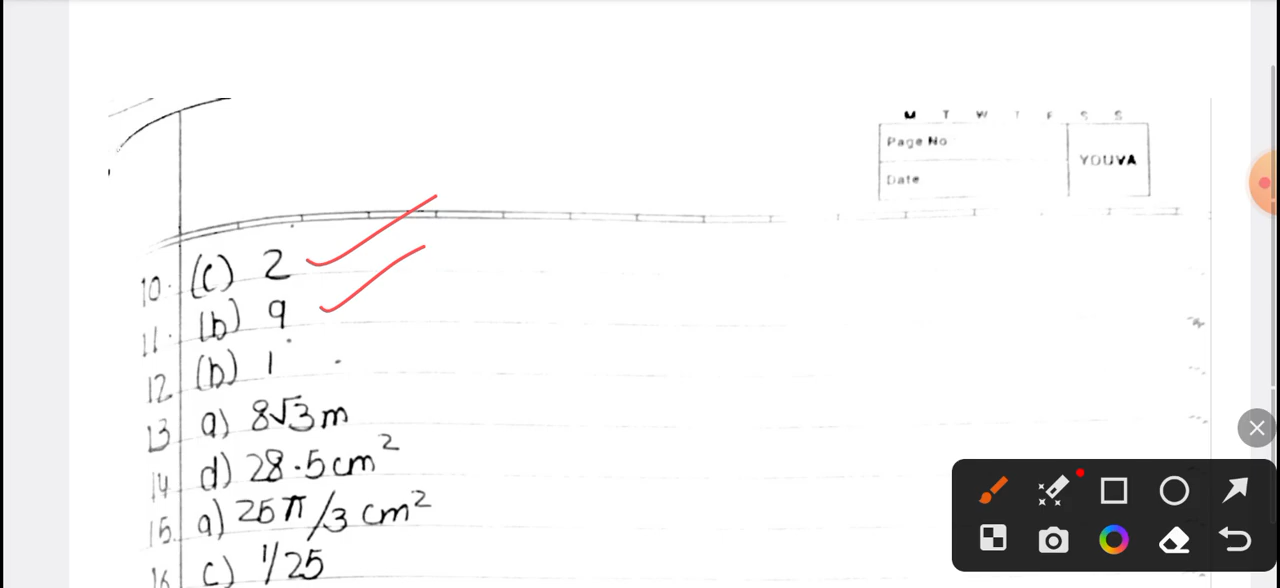 M T W T F S S
Page No
YOUVA
Date
10. (c) 2
11. (b) 9
12. (b) 1
13 a) 8√3 m
14 d) 28.5 cm²
15. a) 25π/3 cm²
16 c) 1/25